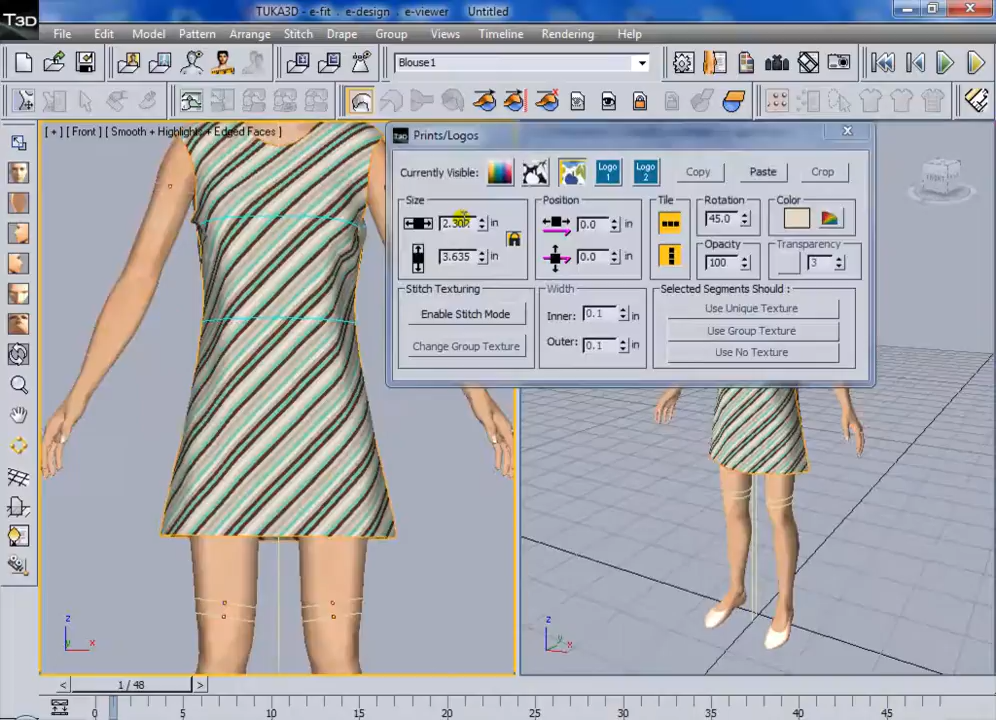 TUKA3D - e-fit . e-design . e-viewer Untitled
T3D
File Edit Model Pattern Arrange Stitch Drape Group Views Timeline Rendering Help
Blouse1
[ + ] [ Front ] [ Smooth + Highlights + Edged Faces ]
T3D Prints/Logos
Currently Visible: Logo 1 Logo 2 Copy Paste Crop
Size Position Tile Rotation Color
in 0.0 in 45.0
Opacity Transparency
3.635 in 0.0 in 100 3
Stitch Texturing Width Selected Segments Should :
Enable Stitch Mode Inner: 0.1 in Use Unique Texture
Use Group Texture
Change Group Texture Outer: 0.1 in Use No Texture
FRONT
z
y x
z
y x
< 1 / 48 >
0 5 10 15 20 25 30 35 40 45